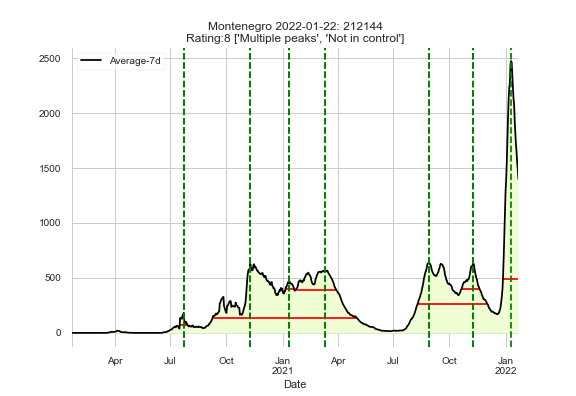 Montenegro 2022-01-22: 212144
Rating:8 ['Multiple peaks', 'Not in control']
Average-7d
2500
2000
1500
1000
500
0
Apr Jul Oct Jan Apr Jul Oct Jan
2021 2022
Date